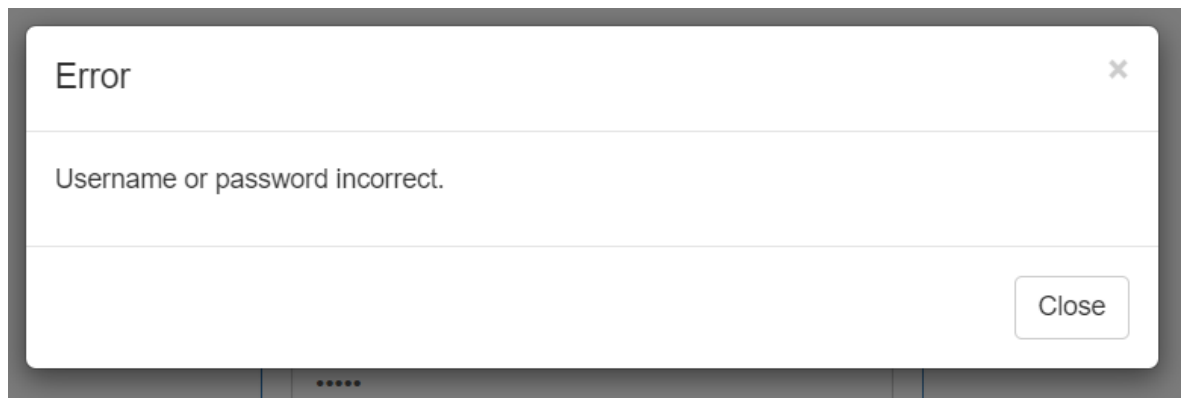 Error
×
Username or password incorrect.
Close
•••••